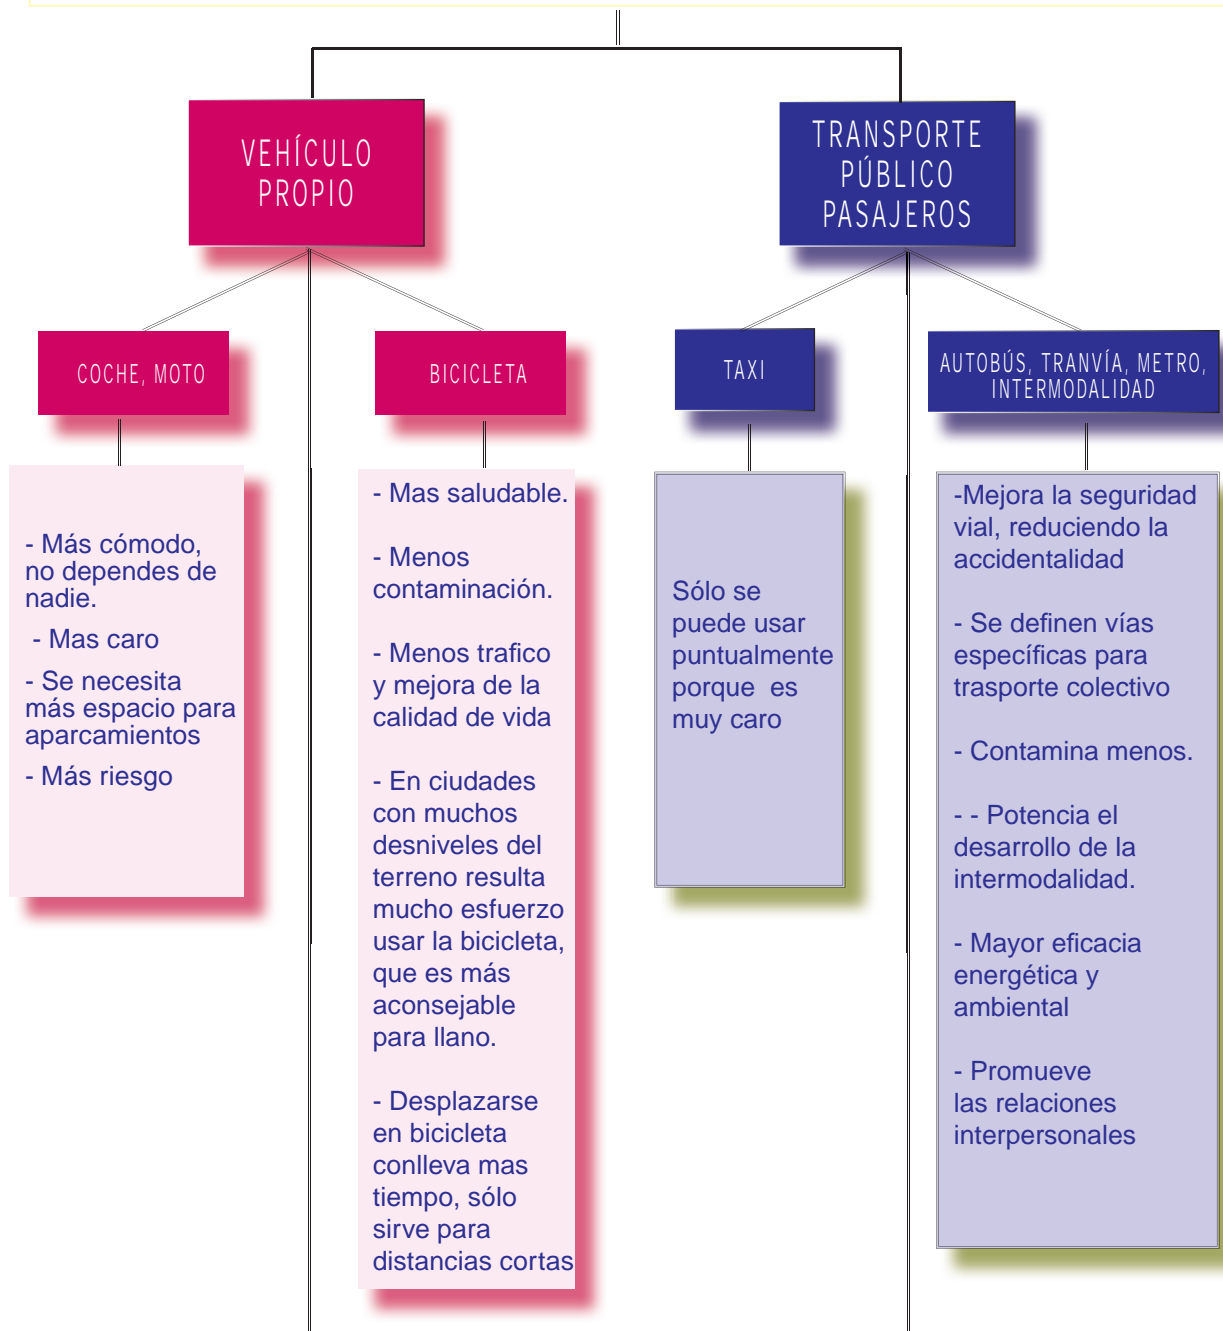 VEHÍCULO
PROPIO
TRANSPORTE
PÚBLICO
PASAJEROS
COCHE, MOTO
BICICLETA
TAXI
AUTOBÚS, TRANVÍA, METRO,
INTERMODALIDAD
- Más cómodo,
no dependes de
nadie.
- Mas caro
- Se necesita
más espacio para
aparcamientos
- Más riesgo
- Mas saludable.
- Menos
contaminación.
- Menos trafico
y mejora de la
calidad de vida
- En ciudades
con muchos
desniveles del
terreno resulta
mucho esfuerzo
usar la bicicleta,
que es más
aconsejable
para llano.
- Desplazarse
en bicicleta
conlleva mas
tiempo, sólo
sirve para
distancias cortas
Sólo se
puede usar
puntualmente
porque es
muy caro
-Mejora la seguridad
vial, reduciendo la
accidentalidad
- Se definen vías
específicas para
trasporte colectivo
- Contamina menos.
- - Potencia el
desarrollo de la
intermodalidad.
- Mayor eficacia
energética y
ambiental
- Promueve
las relaciones
interpersonales